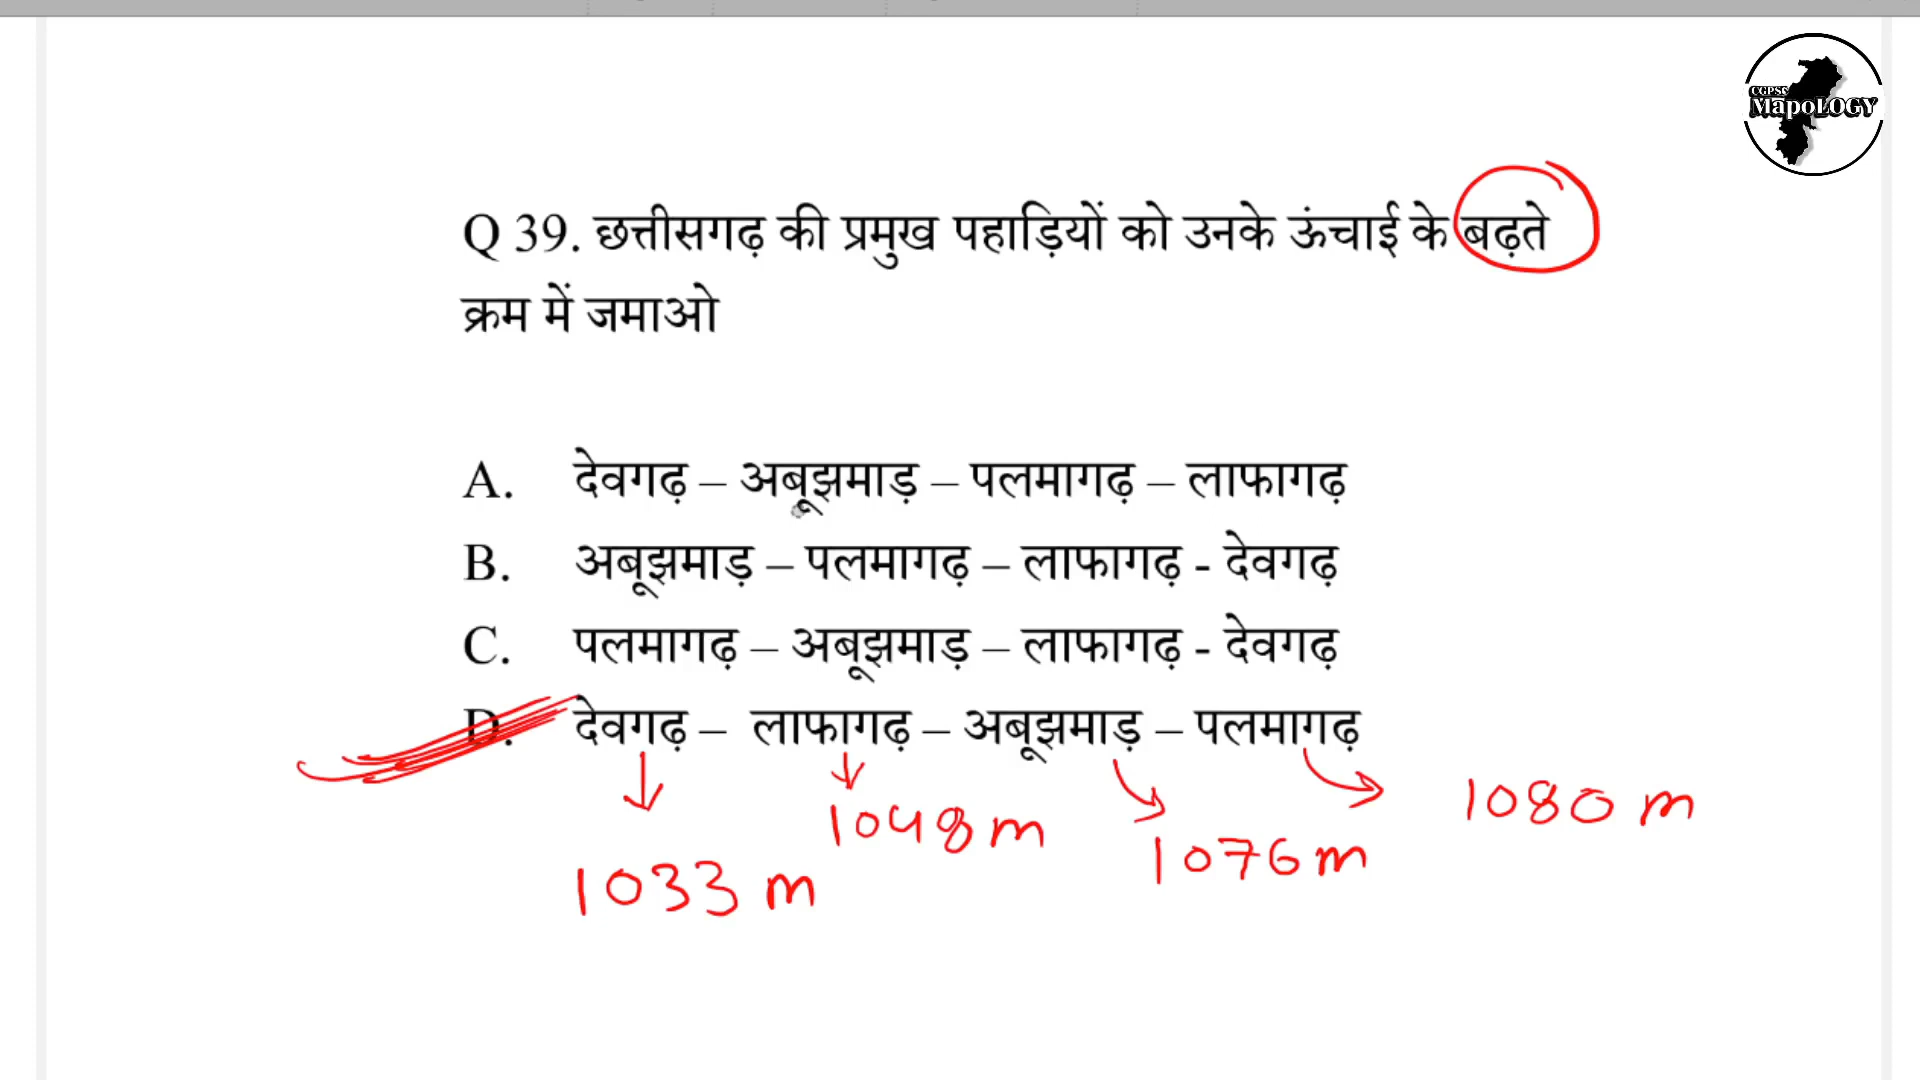 CGPSC
MapoLOGY
Q 39. छत्तीसगढ़ की प्रमुख पहाड़ियों को उनके ऊंचाई के बढ़ते
क्रम में जमाओ
A. देवगढ़ – अबूझमाड़ – पलमागढ़ – लाफागढ़
B. अबूझमाड़ – पलमागढ़ – लाफागढ़ - देवगढ़
C. पलमागढ़ – अबूझमाड़ – लाफागढ़ - देवगढ़
D. देवगढ़ – लाफागढ़ – अबूझमाड़ – पलमागढ़
1033 m
1048 m
1076 m
1080 m